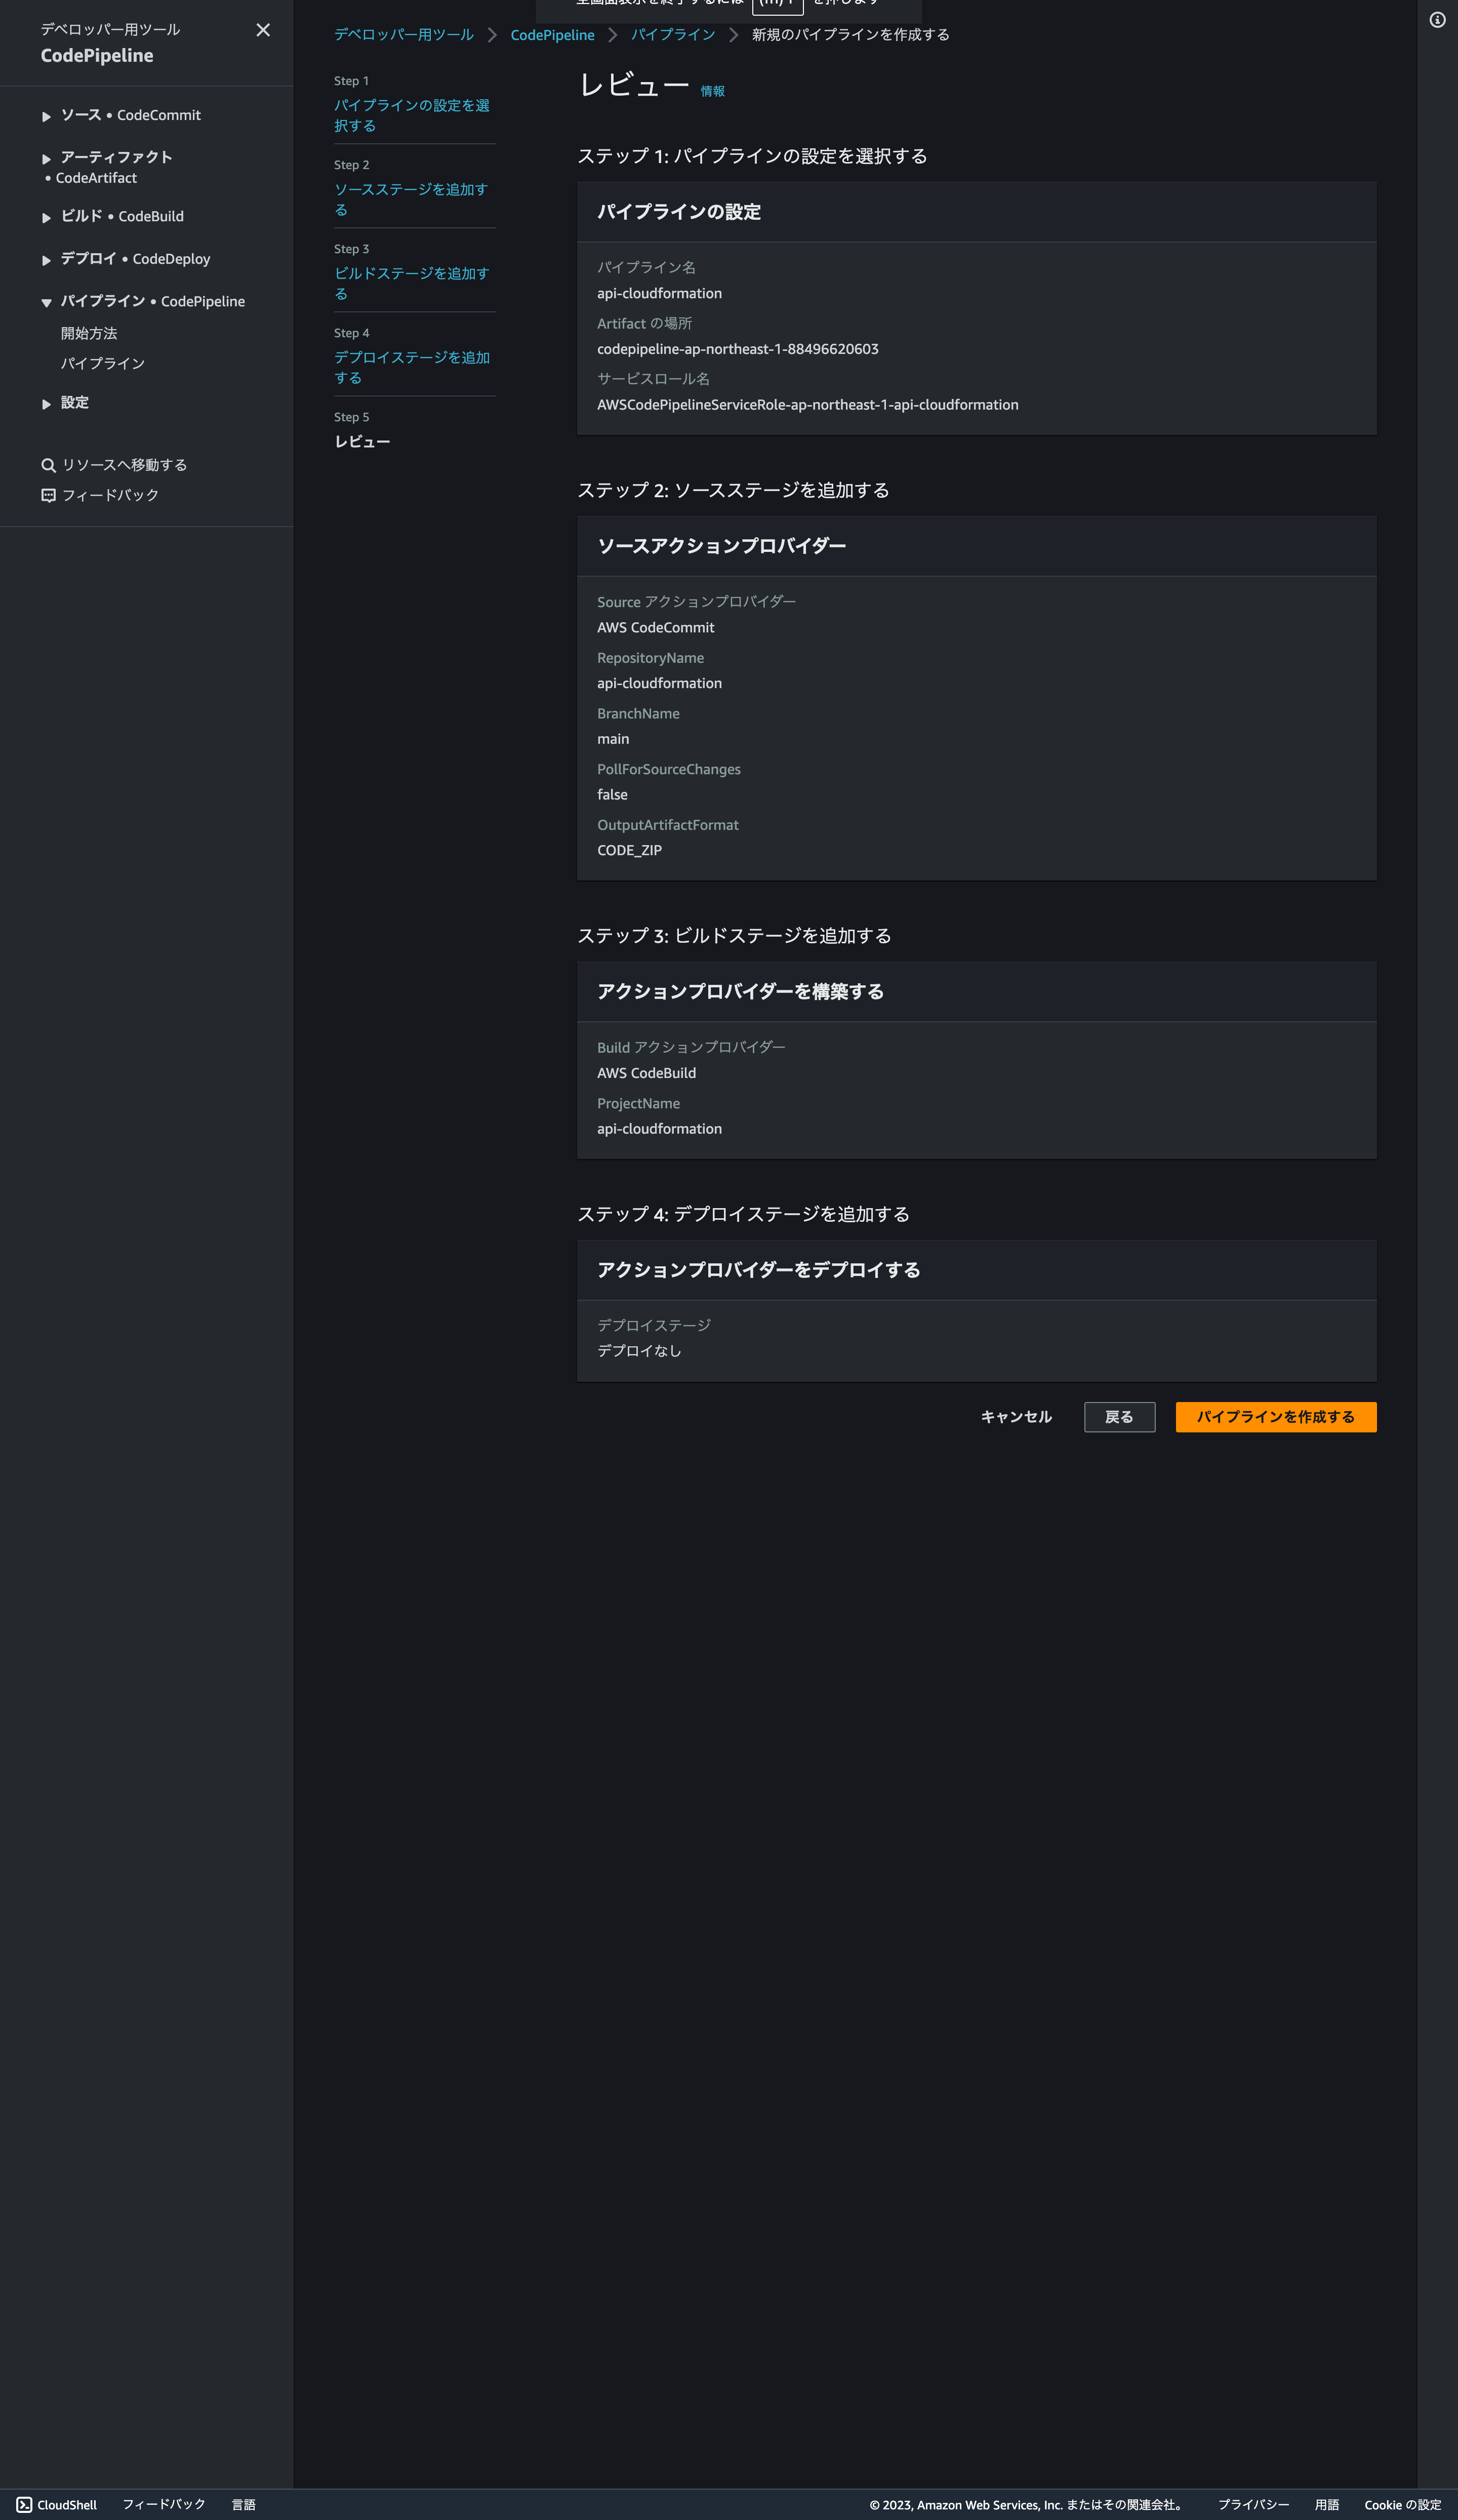 デベロッパー用ツール
CodePipeline
ソース • CodeCommit
アーティファクト
• CodeArtifact
ビルド • CodeBuild
デプロイ • CodeDeploy
パイプライン • CodePipeline
開始方法
パイプライン
設定
リソースへ移動する
フィードバック
デベロッパー用ツール
CodePipeline
パイプライン
新規のパイプラインを作成する
Step 1
パイプラインの設定を選
択する
Step 2
ソースステージを追加す
る
Step 3
ビルドステージを追加す
る
Step 4
デプロイステージを追加
する
Step 5
レビュー
レビュー 情報
ステップ 1: パイプラインの設定を選択する
パイプラインの設定
パイプライン名
api-cloudformation
Artifact の場所
codepipeline-ap-northeast-1-88496620603
サービスロール名
AWSCodePipelineServiceRole-ap-northeast-1-api-cloudformation
ステップ 2: ソースステージを追加する
ソースアクションプロバイダー
Source アクションプロバイダー
AWS CodeCommit
RepositoryName
api-cloudformation
BranchName
main
PollForSourceChanges
false
OutputArtifactFormat
CODE_ZIP
ステップ 3: ビルドステージを追加する
アクションプロバイダーを構築する
Build アクションプロバイダー
AWS CodeBuild
ProjectName
api-cloudformation
ステップ 4: デプロイステージを追加する
アクションプロバイダーをデプロイする
デプロイステージ
デプロイなし
キャンセル
戻る
パイプラインを作成する
CloudShell
フィードバック
言語
© 2023, Amazon Web Services, Inc. またはその関連会社。
プライバシー
用語
Cookie の設定